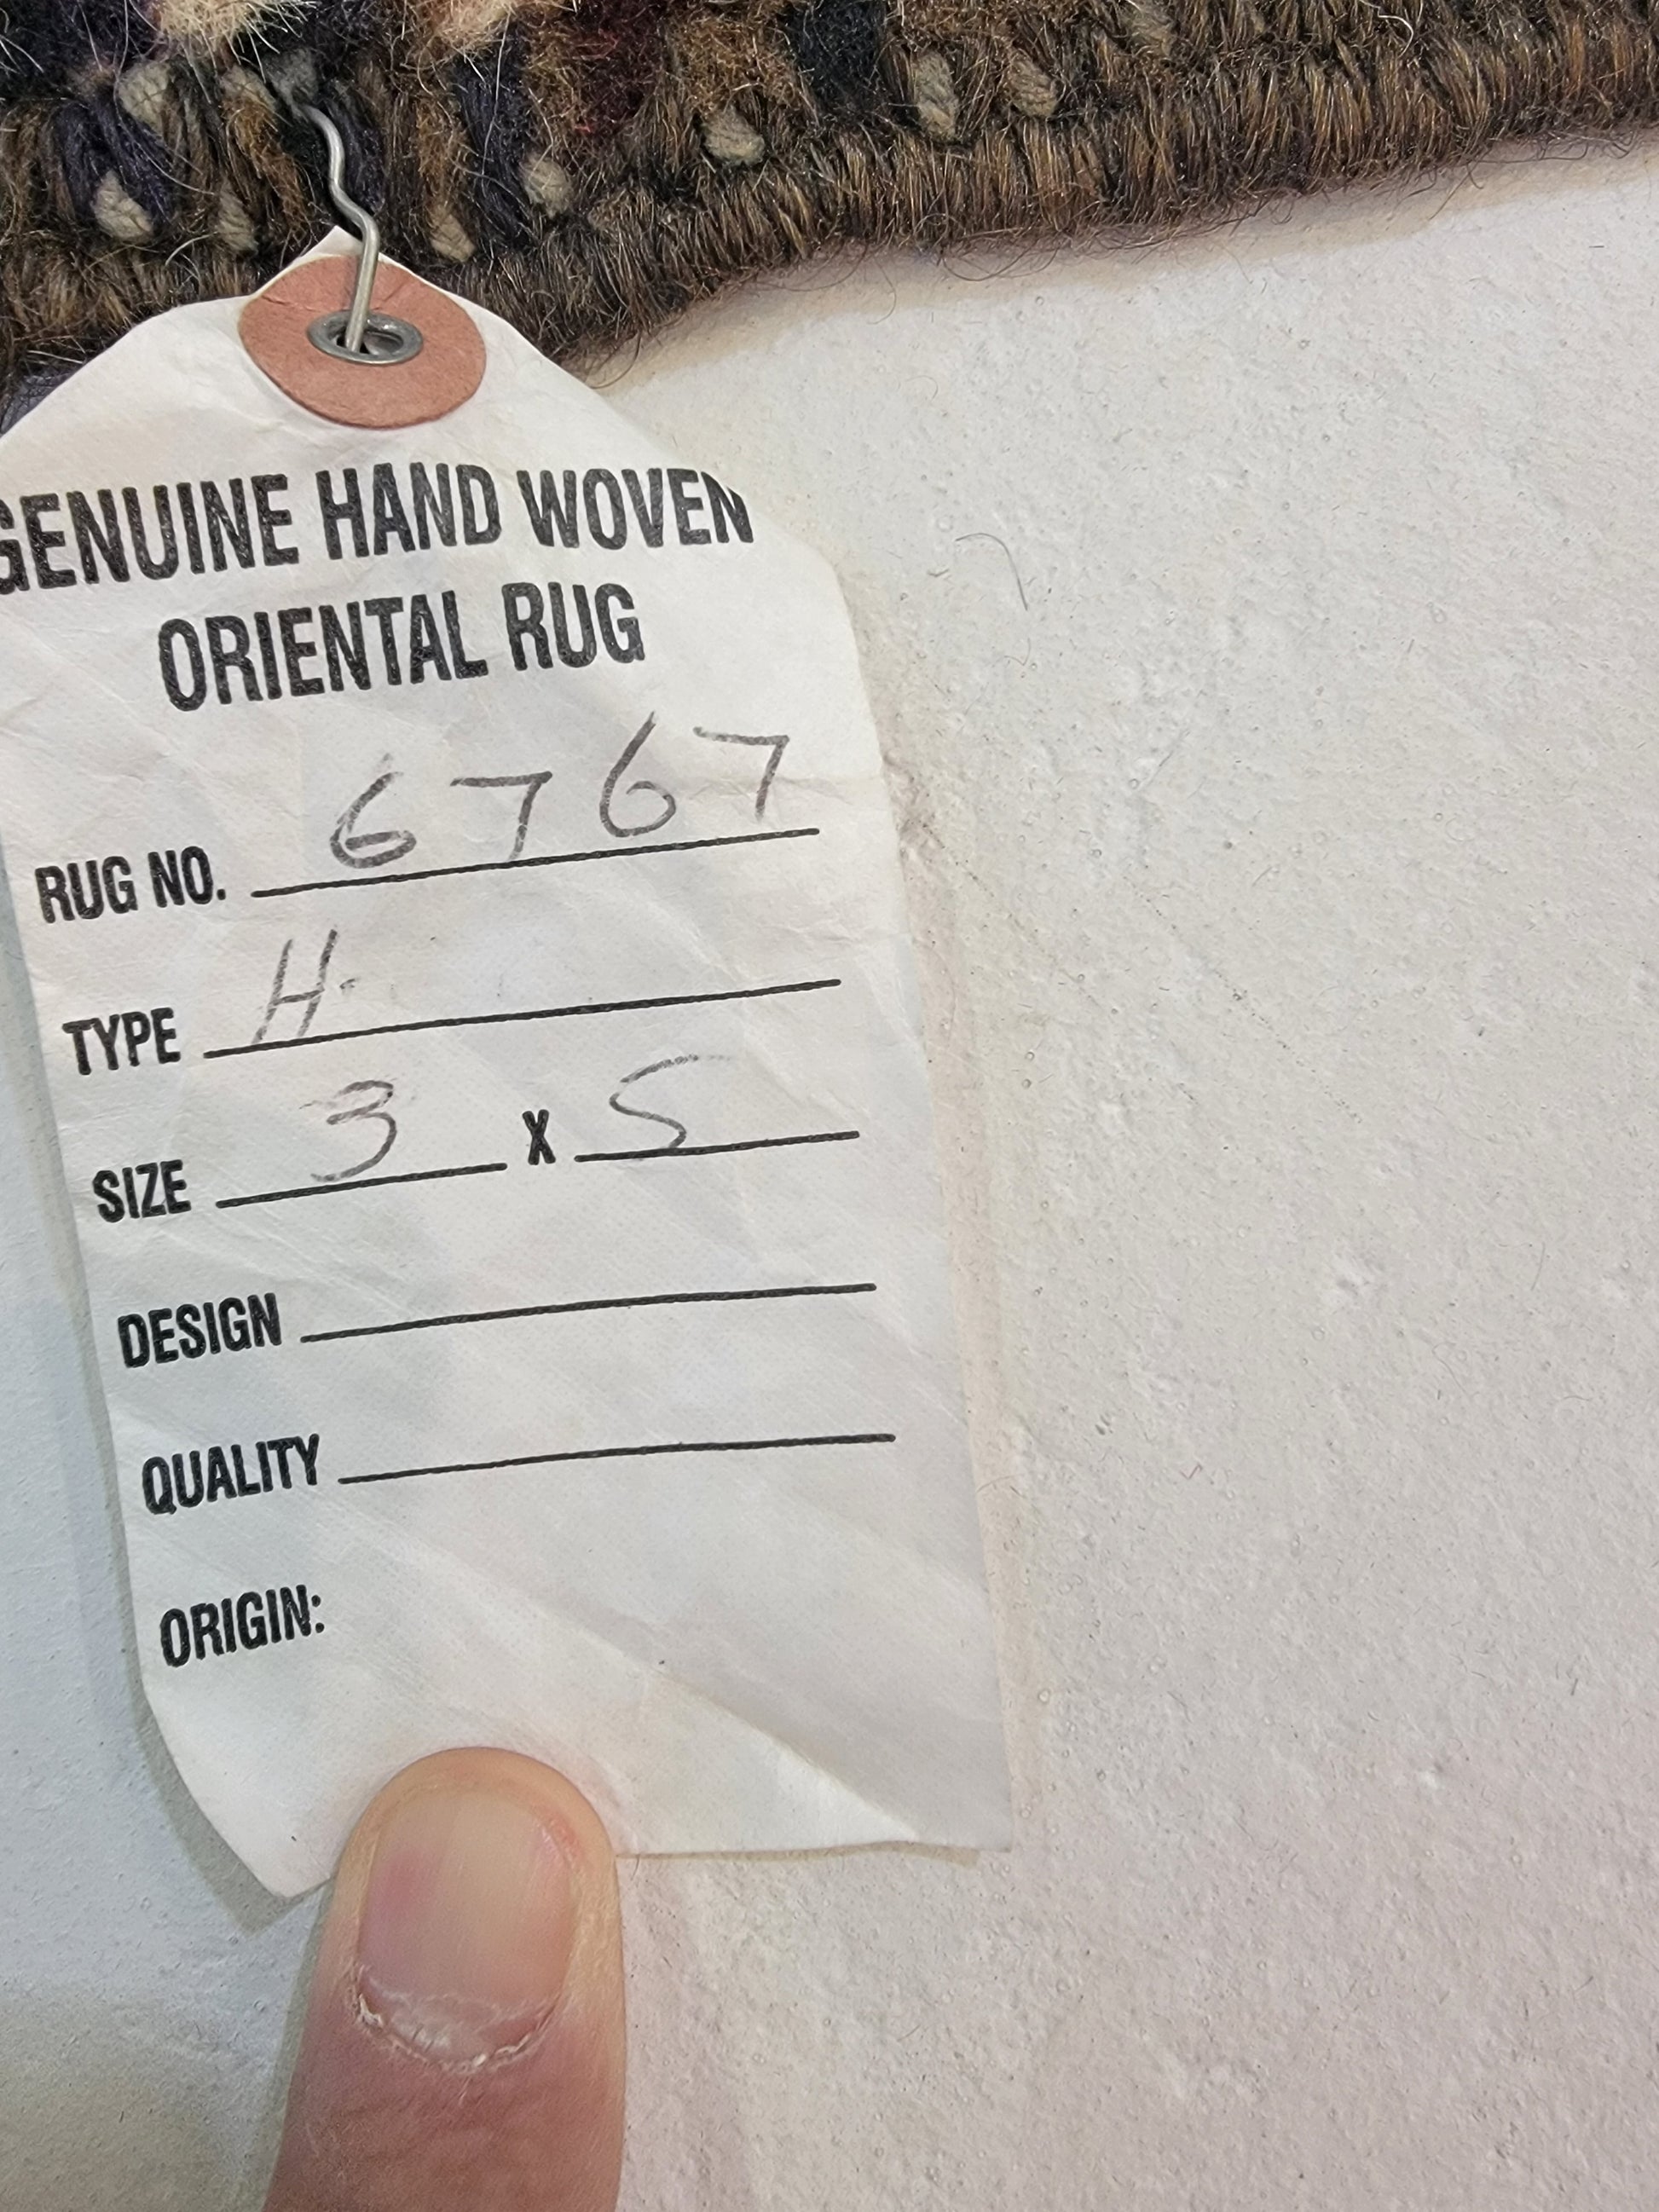 GENUINE HAND WOVEN
ORIENTAL RUG
RUG NO. 6767
TYPE H.
SIZE 3 X 5
DESIGN
QUALITY
ORIGIN: